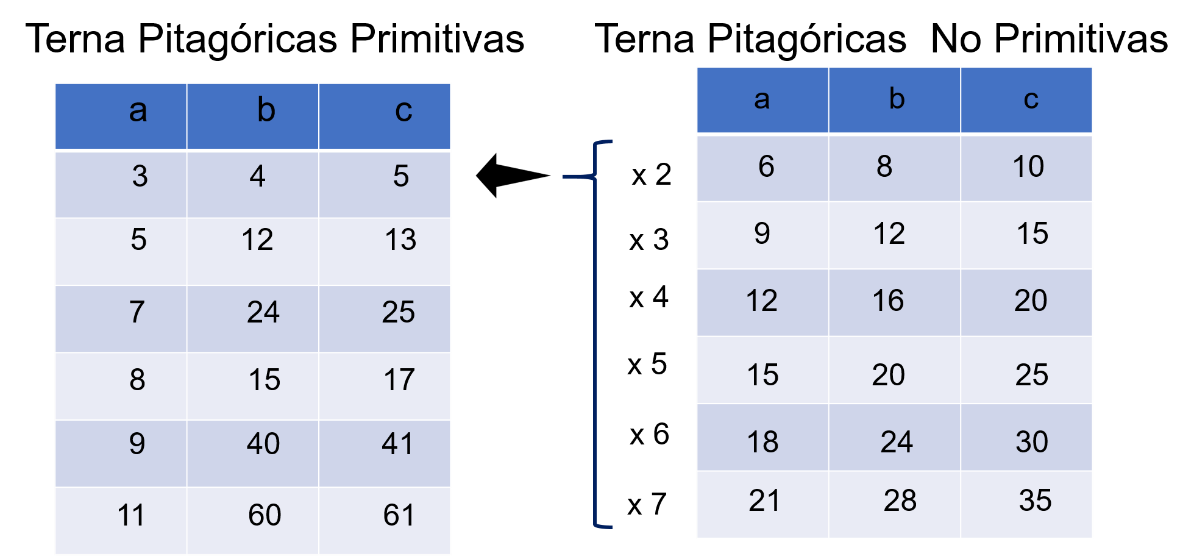 Terna Pitagóricas Primitivas
a b c
3 4 5
5 12 13
7 24 25
8 15 17
9 40 41
11 60 61
Terna Pitagóricas No Primitivas
a b c
x 2 6 8 10
x 3 9 12 15
x 4 12 16 20
x 5 15 20 25
x 6 18 24 30
x 7 21 28 35